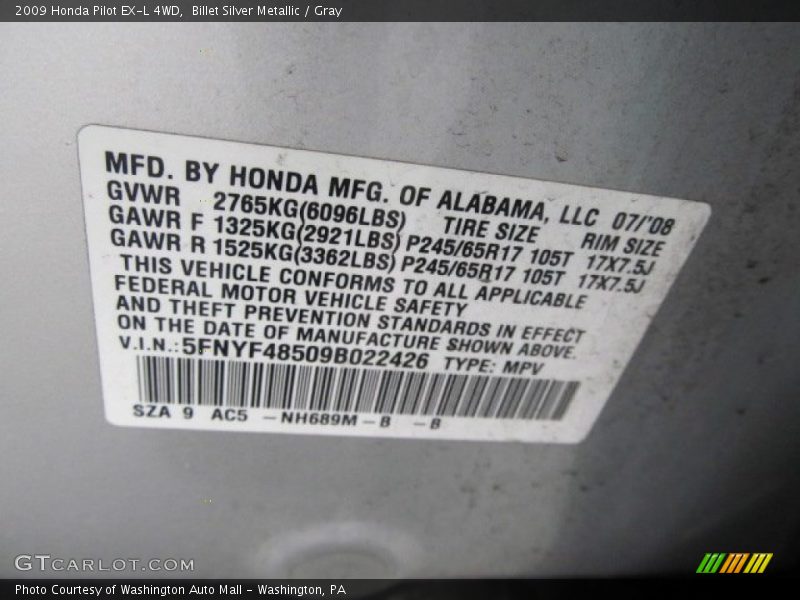 2009 Honda Pilot EX-L 4WD, Billet Silver Metallic / Gray
MFD. BY HONDA MFG. OF ALABAMA, LLC 07/'08
GVWR 2765KG(6096LBS) TIRE SIZE RIM SIZE
GAWR F 1325KG(2921LBS) P245/65R17 105T 17X7.5J
GAWR R 1525KG(3362LBS) P245/65R17 105T 17X7.5J
THIS VEHICLE CONFORMS TO ALL APPLICABLE
FEDERAL MOTOR VEHICLE SAFETY
AND THEFT PREVENTION STANDARDS IN EFFECT
ON THE DATE OF MANUFACTURE SHOWN ABOVE.
V.I.N.: 5FNYF48509B022426 TYPE: MPV
SZA 9 AC5 -NH689M-B -B
GTCARLOT.COM
Photo Courtesy of Washington Auto Mall - Washington, PA